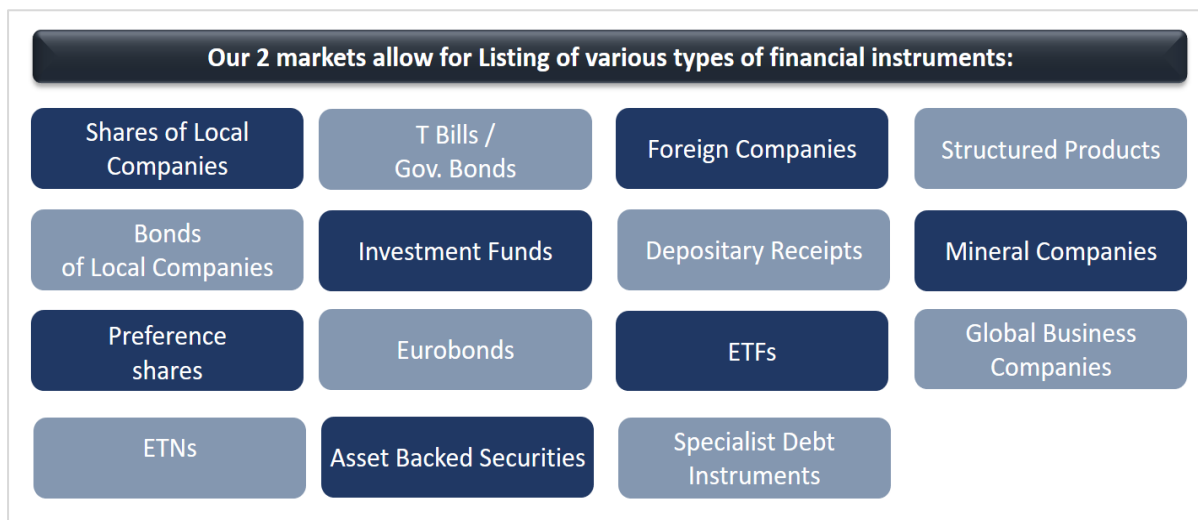 Our 2 markets allow for Listing of various types of financial instruments:
Shares of Local
Companies
T Bills /
Gov. Bonds
Foreign Companies
Structured Products
Bonds
of Local Companies
Investment Funds
Depositary Receipts
Mineral Companies
Preference
shares
Eurobonds
ETFs
Global Business
Companies
ETNs
Asset Backed Securities
Specialist Debt
Instruments